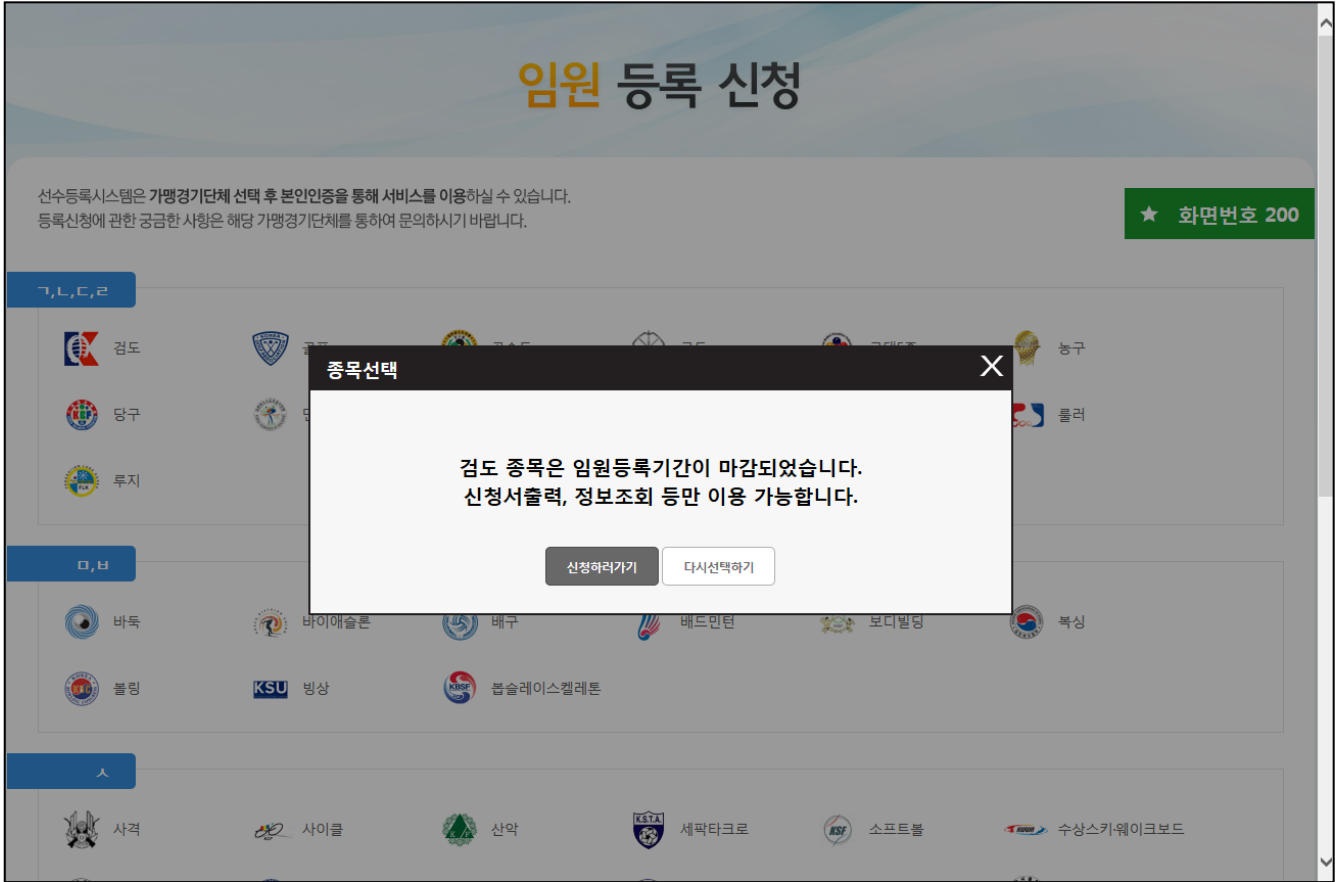 임원 등록 신청
선수등록시스템은 가맹경기단체 선택 후 본인인증을 통해 서비스를 이용하실 수 있습니다.
등록신청에 관한 궁금한 사항은 해당 가맹경기단체를 통하여 문의하시기 바랍니다.
★ 화면번호 200
ㄱ,ㄴ,ㄷ,ㄹ
검도
농구
종목선택 X
당구
룰러
루지
검도 종목은 임원등록기간이 마감되었습니다.
신청서출력, 정보조회 등만 이용 가능합니다.
신청하러가기 다시선택하기
ㅁ,ㅂ
바둑 바이애슬론 배구 배드민턴 보디빌딩 복싱
볼링 KSU 빙상 KBSF 봅슬레이스켈레톤
ㅅ
사격 사이클 산악 K.S.T.A. 세팍타크로 KSF 소프트볼 수상스키·웨이크보드